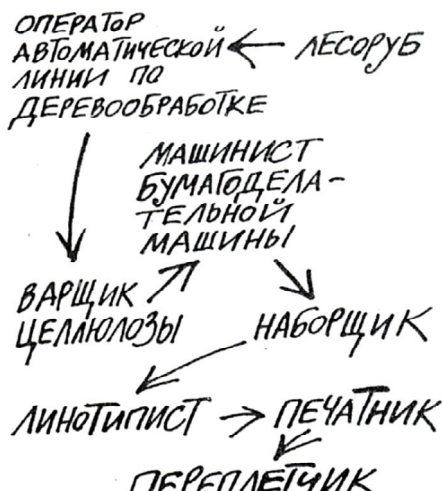 ОПЕРАТОР
АВТОМАТИЧЕСКОЙ
ЛИНИИ ПО
ДЕРЕВООБРАБОТКЕ
ЛЕСОРУБ
МАШИНИСТ
БУМАГОДЕЛА-
ТЕЛЬНОЙ
МАШИНЫ
ВАРЩИК
ЦЕЛЛЮЛОЗЫ
НАБОРЩИК
ЛИНОТИПИСТ
ПЕЧАТНИК
ПЕРЕПЛЕТЧИК